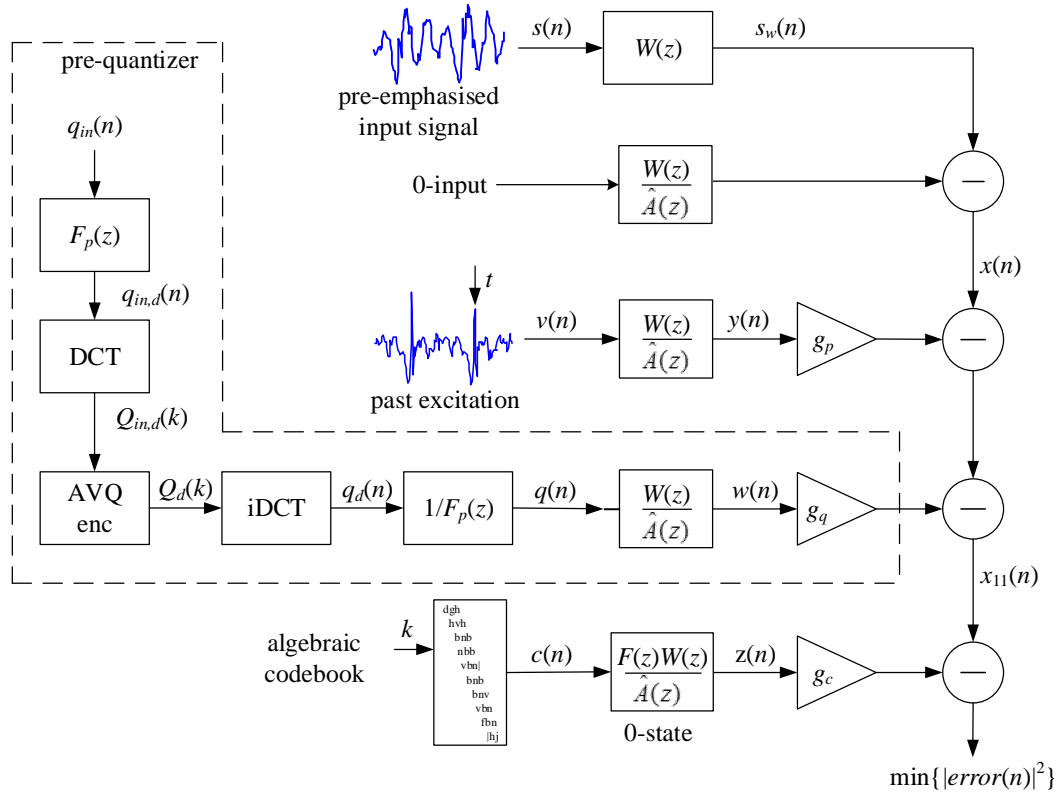 s(n)
W(z)
s_w(n)
pre-quantizer
pre-emphasised
input signal
q_in(n)
0-input
W(z)
Â(z)
F_p(z)
x(n)
t
q_in,d(n)
v(n)
W(z)
Â(z)
y(n)
g_p
DCT
past excitation
Q_in,d(k)
AVQ
enc
Q_d(k)
iDCT
q_d(n)
1/F_p(z)
q(n)
W(z)
Â(z)
w(n)
g_q
x_11(n)
algebraic
codebook
k
dgh
hvh
bnb
nbb
vbn|
bnb
bnv
vbn
fbn
|hj
c(n)
F(z)W(z)
Â(z)
z(n)
g_c
0-state
min{|error(n)|²}